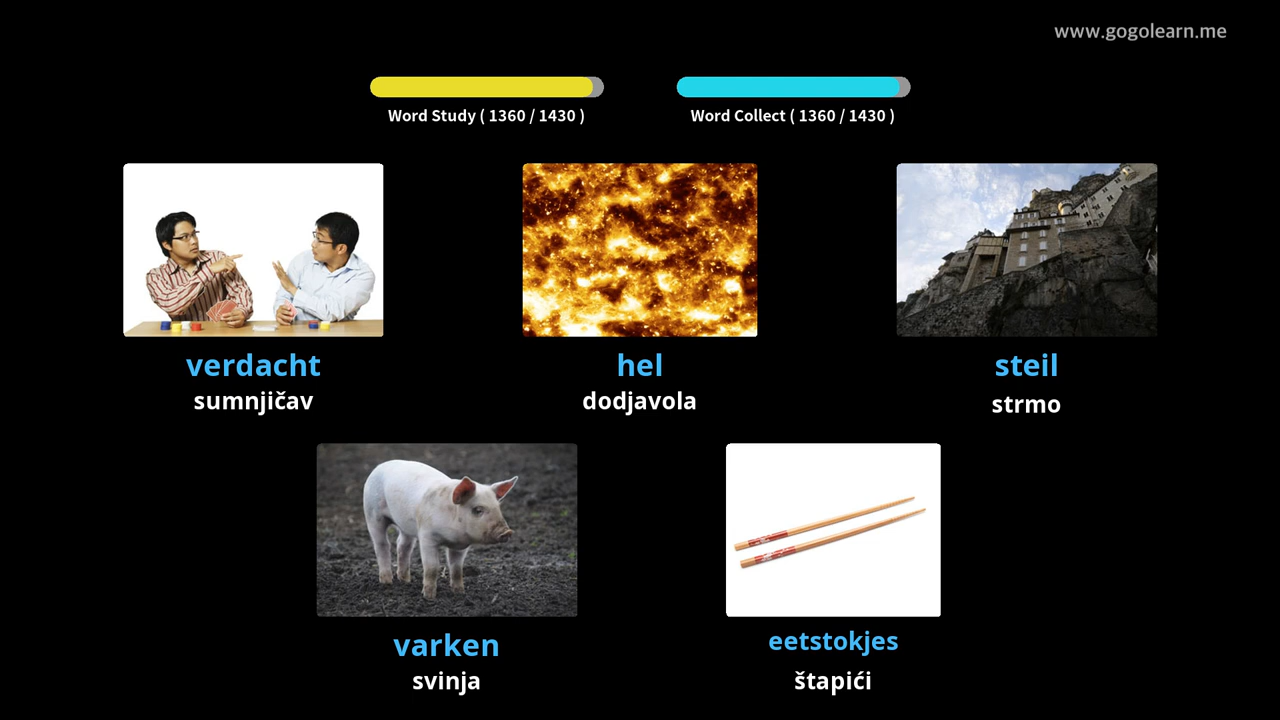 www.gogolearn.me
Word Study ( 1360 / 1430 )
Word Collect ( 1360 / 1430 )
verdacht
sumnjičav
hel
dodjavola
steil
strmo
varken
svinja
eetstokjes
štapići